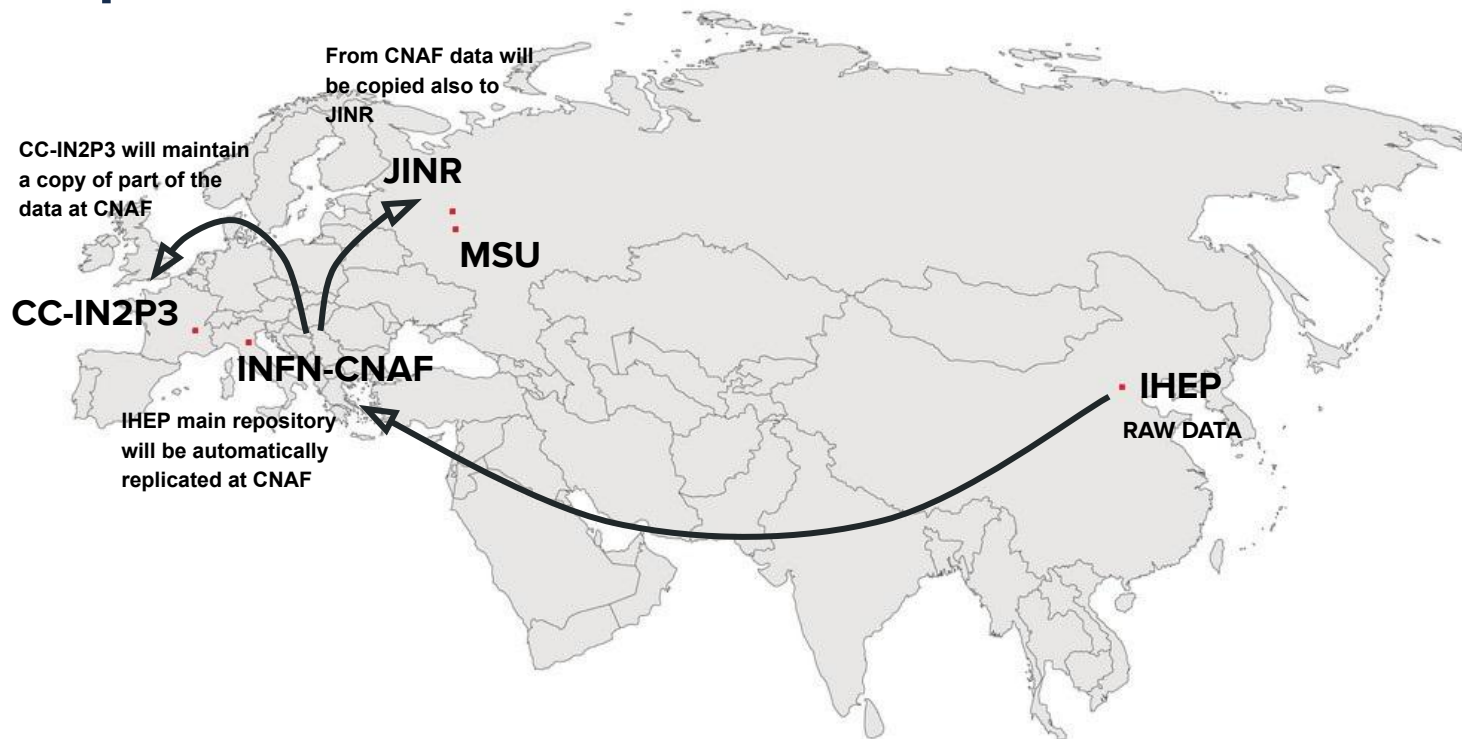 From CNAF data will
be copied also to
JINR
CC-IN2P3 will maintain
a copy of part of the
data at CNAF
JINR
MSU
CC-IN2P3
INFN-CNAF
IHEP main repository
will be automatically
replicated at CNAF
IHEP
RAW DATA